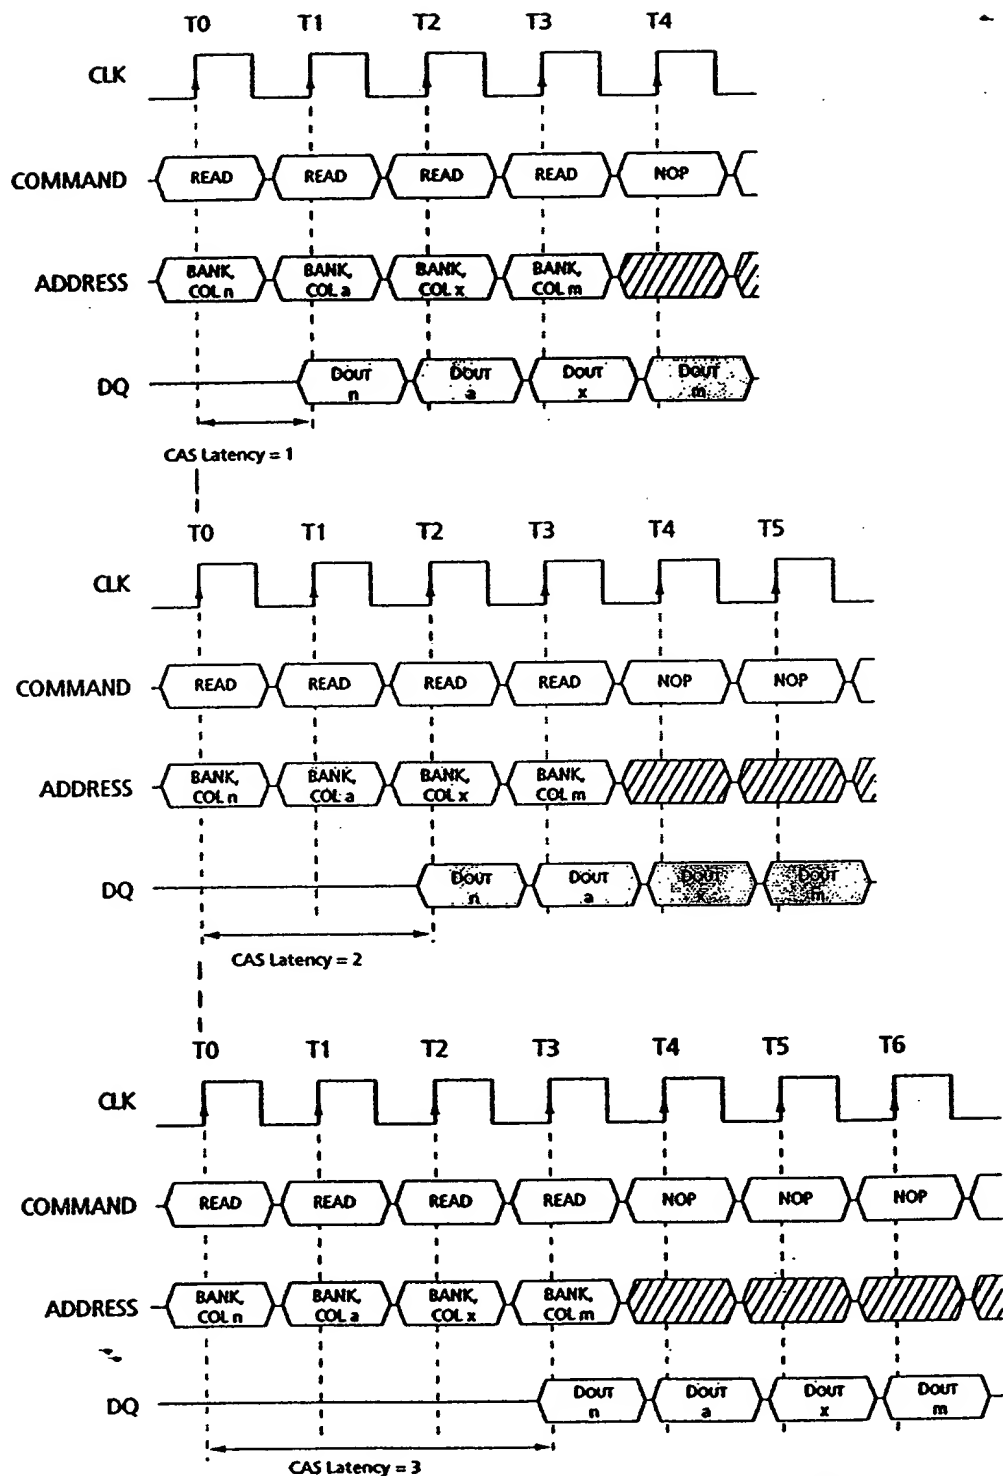 T0 T1 T2 T3 T4
CLK
COMMAND READ READ READ READ NOP
ADDRESS BANK, COL n BANK, COL a BANK, COL x BANK, COL m
DQ DOUT n DOUT a DOUT x DOUT m
CAS Latency = 1
T0 T1 T2 T3 T4 T5
CLK
COMMAND READ READ READ READ NOP NOP
ADDRESS BANK, COL n BANK, COL a BANK, COL x BANK, COL m
DQ DOUT n DOUT a DOUT x DOUT m
CAS Latency = 2
T0 T1 T2 T3 T4 T5 T6
CLK
COMMAND READ READ READ READ NOP NOP NOP
ADDRESS BANK, COL n BANK, COL a BANK, COL x BANK, COL m
DQ DOUT n DOUT a DOUT x DOUT m
CAS Latency = 3